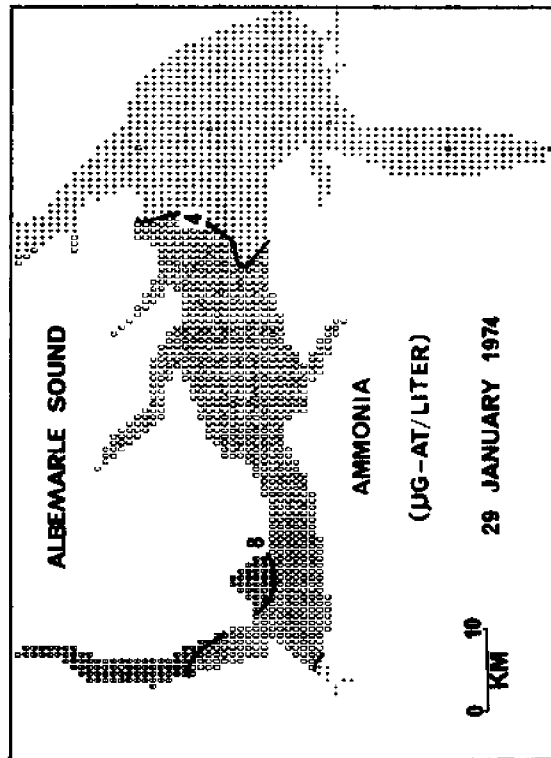 ALBEMARLE SOUND
4
8
AMMONIA
(µG-AT/LITER)
29 JANUARY 1974
0 10
KM